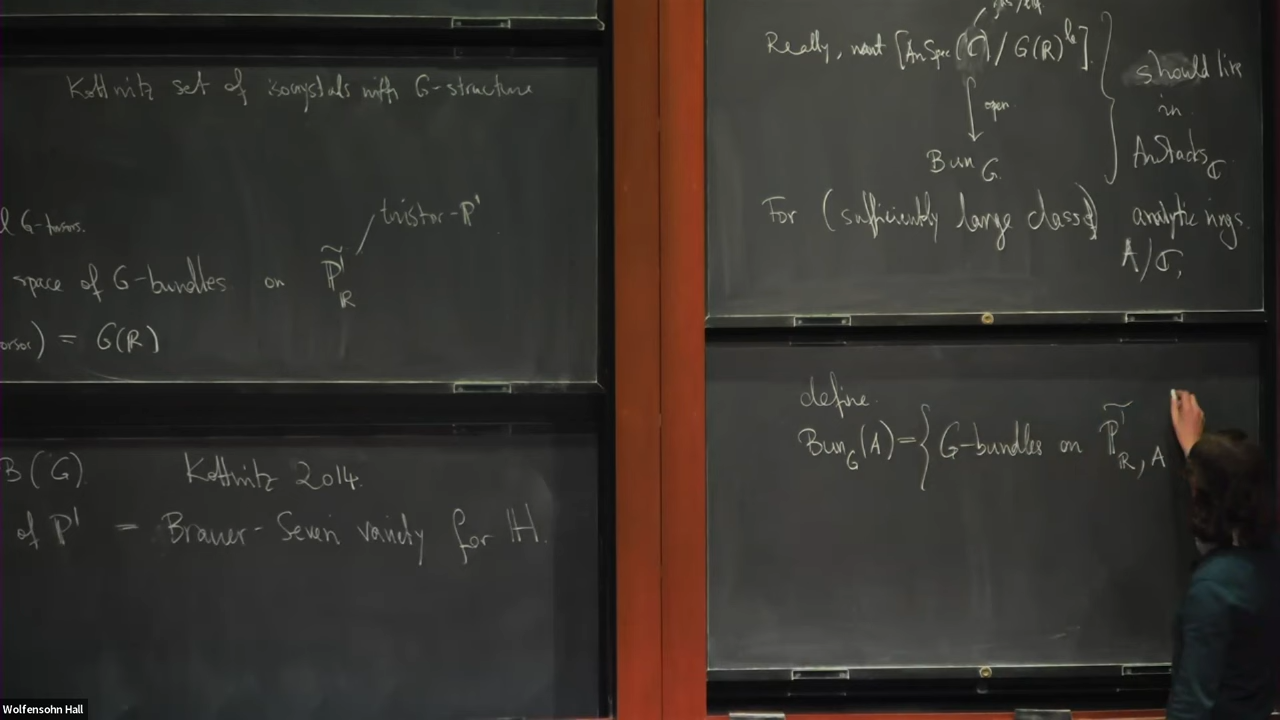 Kottwitz set of isocrystals with G-structure
l G-torsors.
twistor-P¹
space of G-bundles on P̃¹_ℝ
orsor) = G(ℝ)
B(G) Kottwitz 2014.
of P¹ = Brauer-Severi variety for ℍ.
Really, want [AnSpec(ℂ)/G(ℝ)^la].
open
Bun_G
should live
in
AnStacks_ℂ
For (sufficiently large class) analytic rings
A/ℂ,
define
Bun_G(A) = { G-bundles on P̃¹_ℝ,A
Wolfensohn Hall